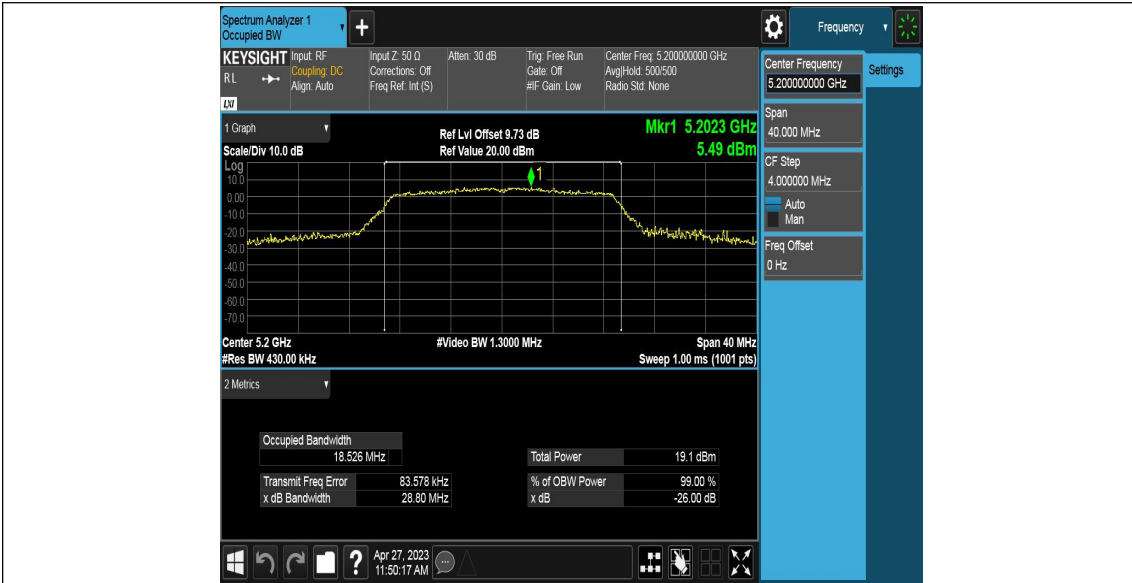 Spectrum Analyzer 1
Occupied BW
Frequency
KEYSIGHT
RL
LXI
Input: RF
Coupling: DC
Align: Auto
Input Z: 50 Ω
Corrections: Off
Freq Ref: Int (S)
Atten: 30 dB
Trig: Free Run
Gate: Off
#IF Gain: Low
Center Freq: 5.200000000 GHz
Avg|Hold: 500/500
Radio Std: None
Center Frequency
5.200000000 GHz
Settings
Span
40.000 MHz
CF Step
4.000000 MHz
Auto
Man
Freq Offset
0 Hz
1 Graph
Scale/Div 10.0 dB
Ref Lvl Offset 9.73 dB
Ref Value 20.00 dBm
Mkr1 5.2023 GHz
5.49 dBm
Log
1
10.0
0.00
-10.0
-20.0
-30.0
-40.0
-50.0
-60.0
-70.0
Center 5.2 GHz
#Video BW 1.3000 MHz
Span 40 MHz
#Res BW 430.00 kHz
Sweep 1.00 ms (1001 pts)
2 Metrics
Occupied Bandwidth
18.526 MHz
Total Power 19.1 dBm
Transmit Freq Error 83.578 kHz
% of OBW Power 99.00 %
x dB Bandwidth 28.80 MHz
x dB -26.00 dB
?
Apr 27, 2023
11:50:17 AM